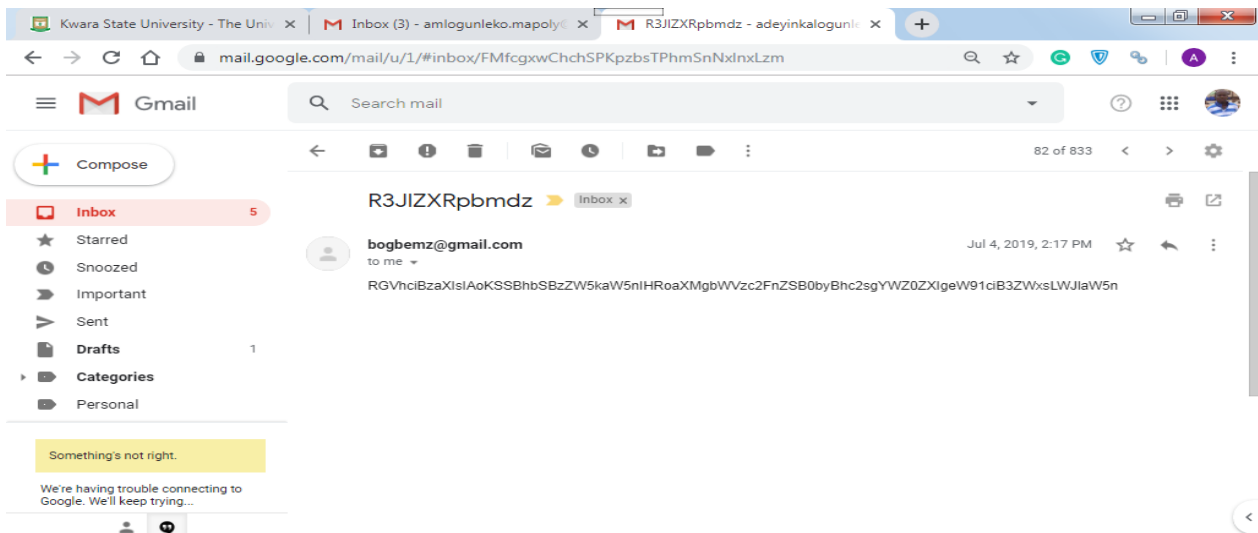 Kwara State University - The Univ
Inbox (3) - amlogunleko.mapoly@
R3JIZXRpbmdz - adeyinkalogunle
mail.google.com/mail/u/1/#inbox/FMfcgxwChchSPKpzbsTPhmSnNxlnxLzm
A
Gmail
Search mail
Compose
82 of 833
R3JIZXRpbmdz
Inbox x
Inbox 5
Starred
Snoozed
Important
Sent
Drafts 1
Categories
Personal
bogbemz@gmail.com
Jul 4, 2019, 2:17 PM
to me
RGVhciBzaXIsIAoKSSBhbSBzZW5kaW5nIHRoaXMgbWVzc2FnZSB0byBhc2sgYWZ0ZXIgeW91ciB3ZWxsLWJlaW5n
Something's not right.
We're having trouble connecting to
Google. We'll keep trying...